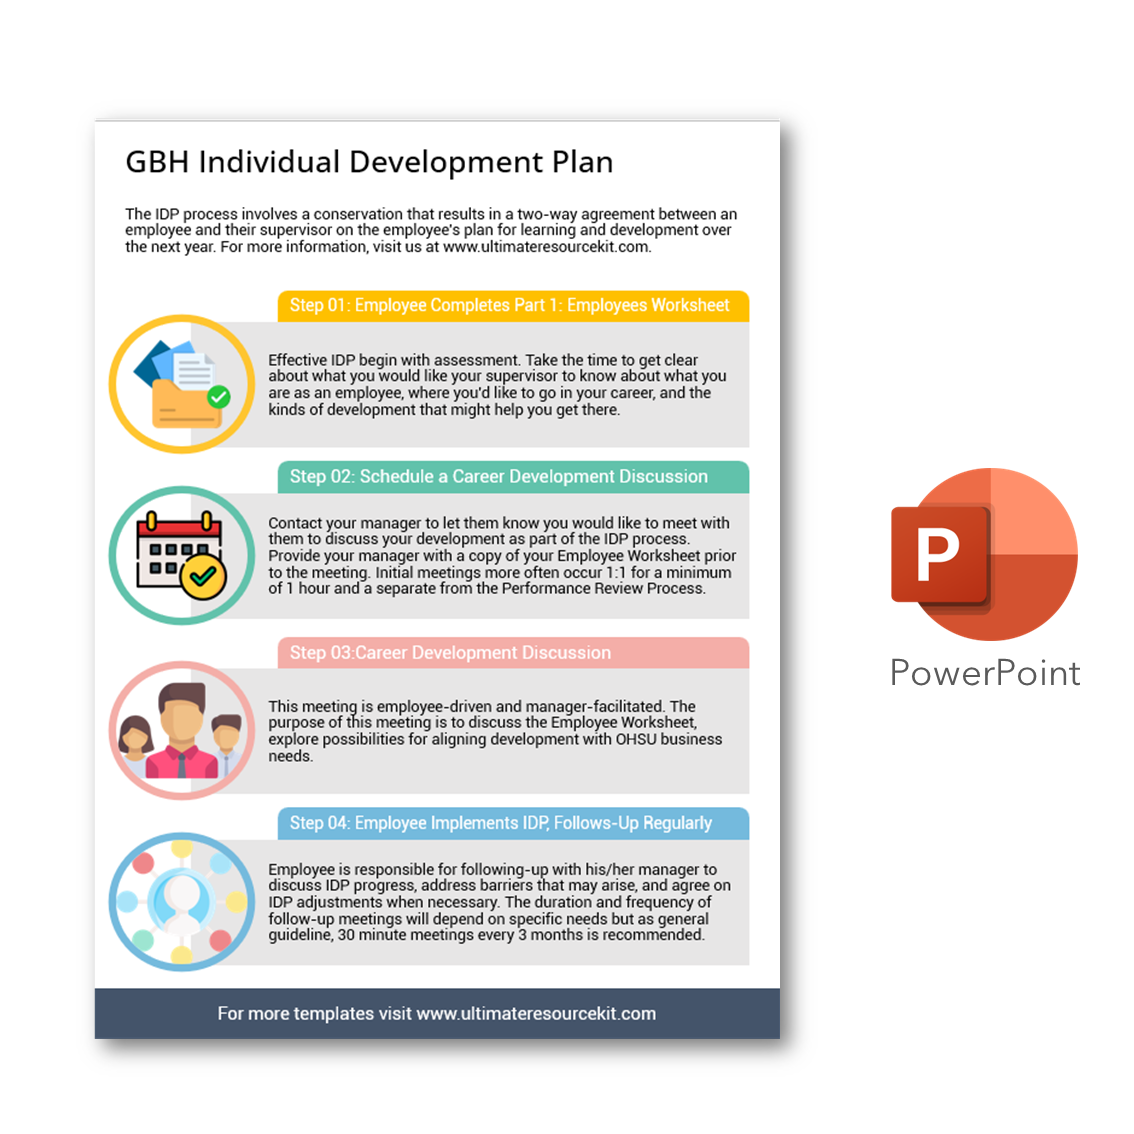 GBH Individual Development Plan
The IDP process involves a conservation that results in a two-way agreement between an
employee and their supervisor on the employee's plan for learning and development over
the next year. For more information, visit us at www.ultimateresourcekit.com.
Step 01: Employee Completes Part 1: Employees Worksheet
Effective IDP begin with assessment. Take the time to get clear
about what you would like your supervisor to know about what you
are as an employee, where you'd like to go in your career, and the
kinds of development that might help you get there.
Step 02: Schedule a Career Development Discussion
Contact your manager to let them know you would like to meet with
them to discuss your development as part of the IDP process.
Provide your manager with a copy of your Employee Worksheet prior
to the meeting. Initial meetings more often occur 1:1 for a minimum
of 1 hour and a separate from the Performance Review Process.
Step 03:Career Development Discussion
This meeting is employee-driven and manager-facilitated. The
purpose of this meeting is to discuss the Employee Worksheet,
explore possibilities for aligning development with OHSU business
needs.
Step 04: Employee Implements IDP, Follows-Up Regularly
Employee is responsible for following-up with his/her manager to
discuss IDP progress, address barriers that may arise, and agree on
IDP adjustments when necessary. The duration and frequency of
follow-up meetings will depend on specific needs but as general
guideline, 30 minute meetings every 3 months is recommended.
For more templates visit www.ultimateresourcekit.com
P
PowerPoint